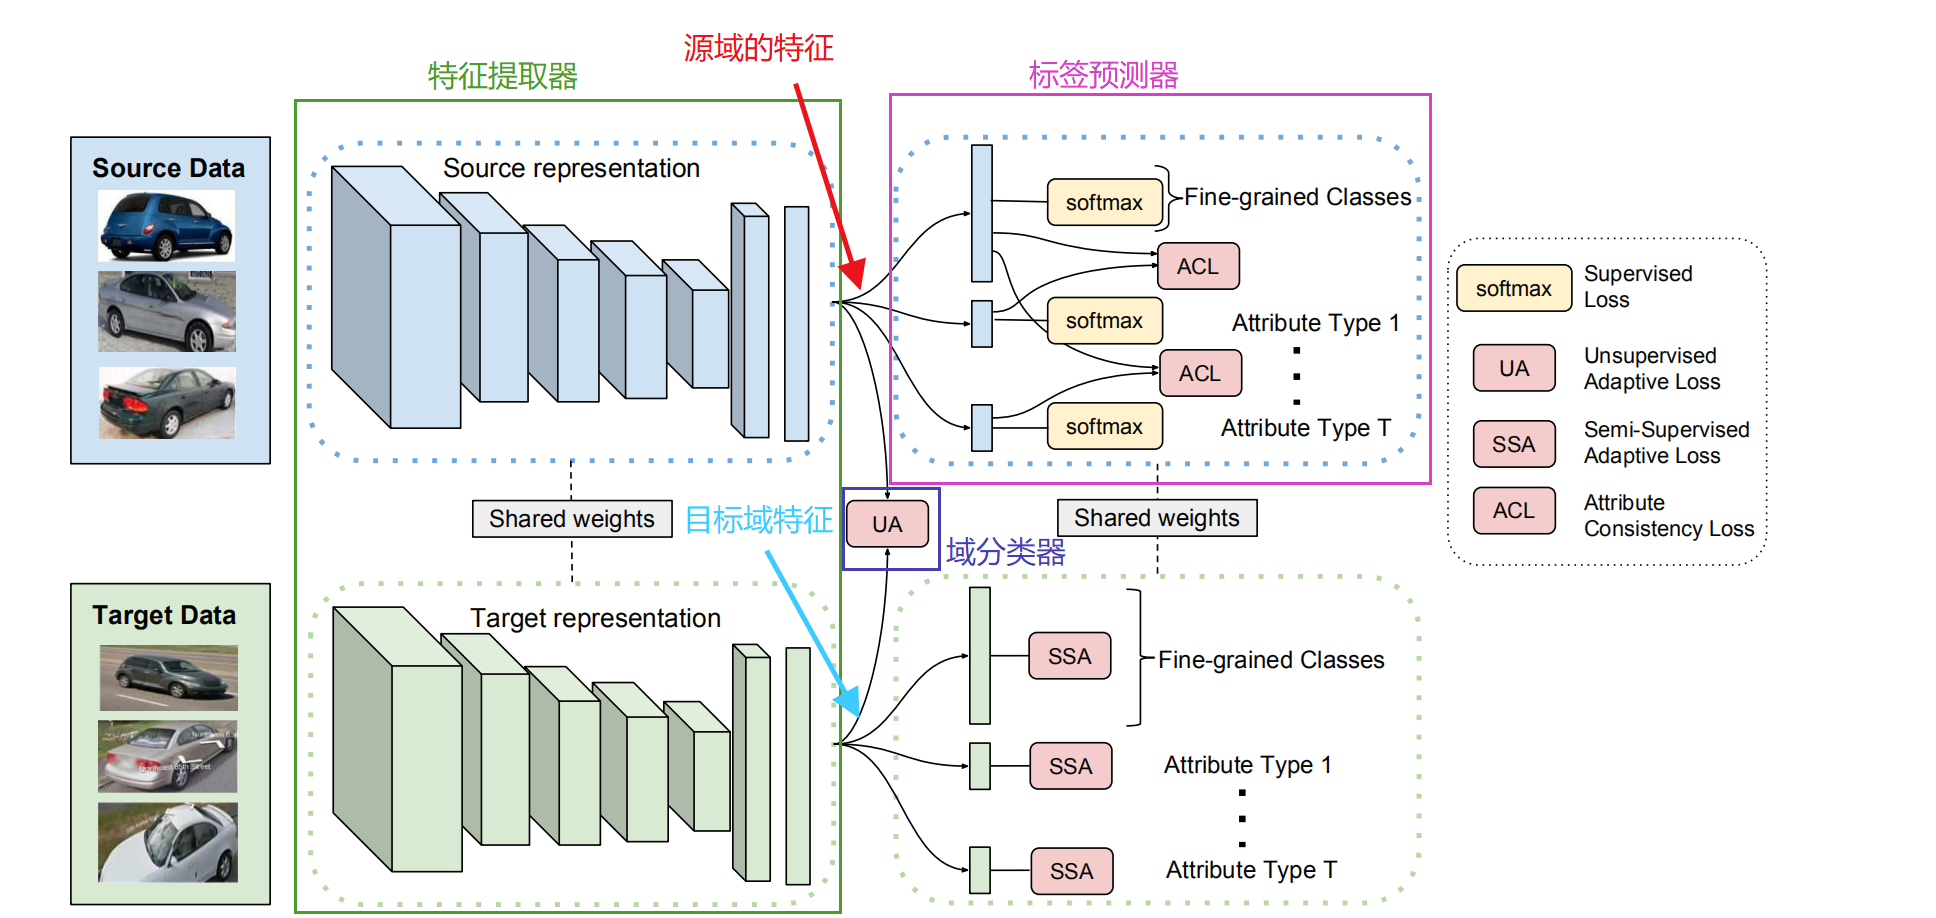 源域的特征
特征提取器
标签预测器
Source Data
Source representation
softmax
Fine-grained Classes
ACL
softmax
Attribute Type 1
ACL
softmax
Attribute Type T
softmax
Supervised
Loss
UA
Unsupervised
Adaptive Loss
SSA
Semi-Supervised
Adaptive Loss
ACL
Attribute
Consistency Loss
Shared weights
目标域特征
UA
域分类器
Shared weights
Target Data
Target representation
SSA
Fine-grained Classes
SSA
Attribute Type 1
SSA
Attribute Type T